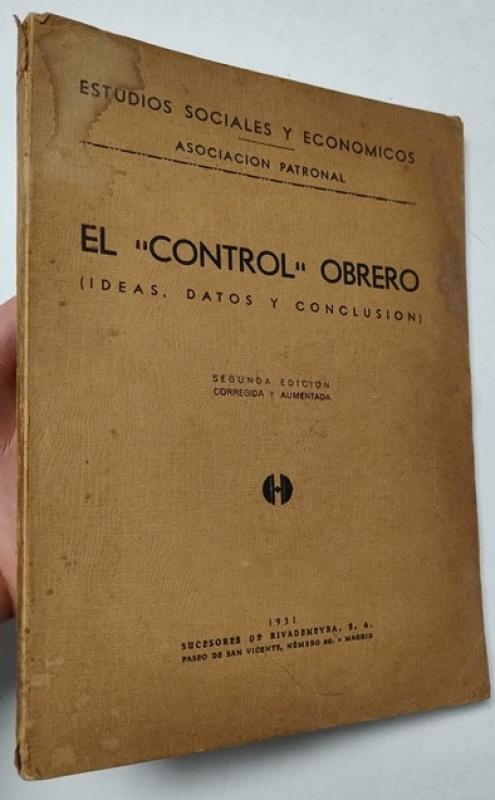 ESTUDIOS SOCIALES Y ECONOMICOS
ASOCIACION PATRONAL
EL "CONTROL" OBRERO
(IDEAS, DATOS Y CONCLUSION)
SEGUNDA EDICION
CORREGIDA Y AUMENTADA
1931
SUCESORES DE RIVADENEYRA, S. A.
PASEO DE SAN VICENTE, NÚMERO 20. - MADRID